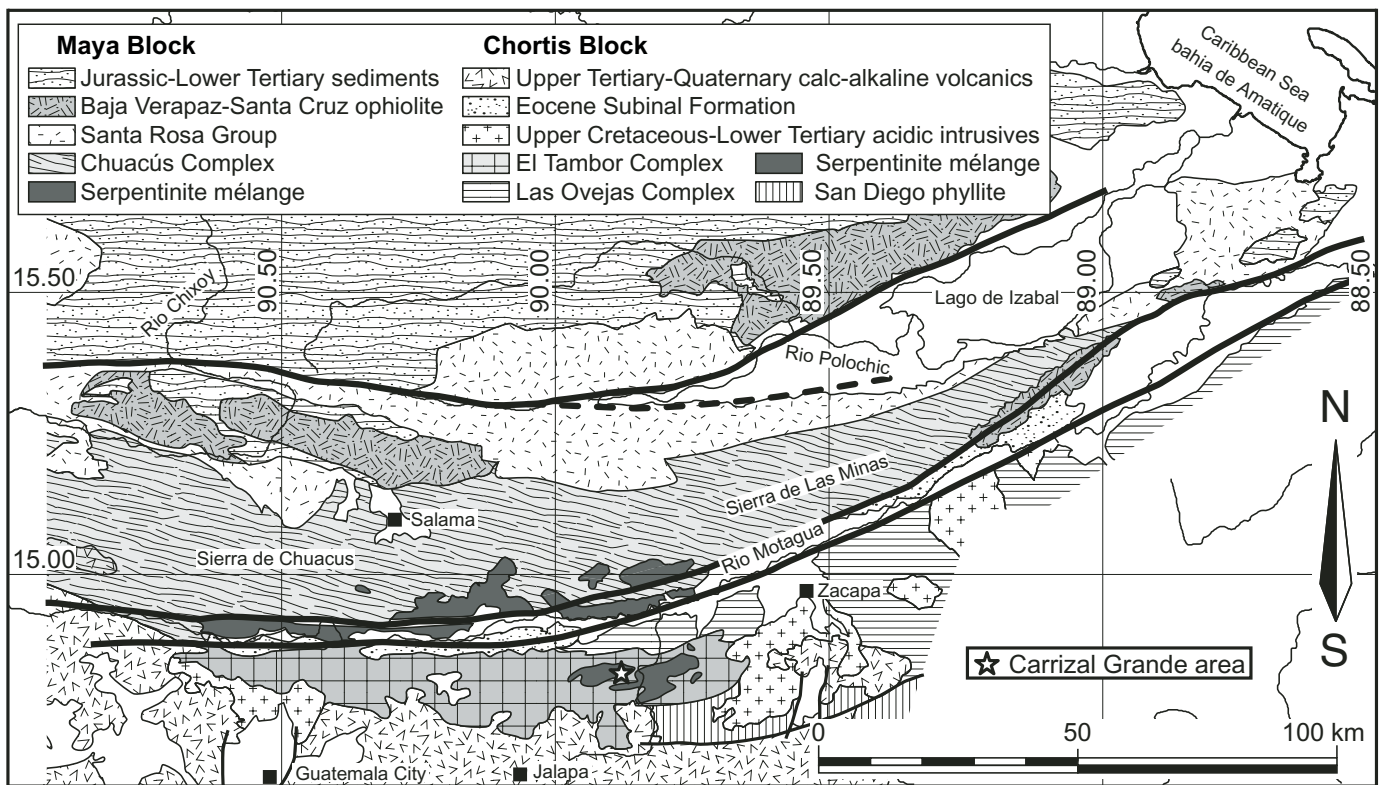 Maya Block
Jurassic-Lower Tertiary sediments
Baja Verapaz-Santa Cruz ophiolite
Santa Rosa Group
Chuacús Complex
Serpentinite mélange
Chortis Block
Upper Tertiary-Quaternary calc-alkaline volcanics
Eocene Subinal Formation
Upper Cretaceous-Lower Tertiary acidic intrusives
El Tambor Complex
Serpentinite mélange
Las Ovejas Complex
San Diego phyllite
Caribbean Sea
bahia de Amatique
15.50
Rio Chixoy
90.50
90.00
89.50
Lago de Izabal
89.00
88.50
Rio Polochic
N
Sierra de Las Minas
Salama
15.00
Sierra de Chuacus
Rio Motagua
Zacapa
S
Carrizal Grande area
0
50
100 km
Guatemala City
Jalapa